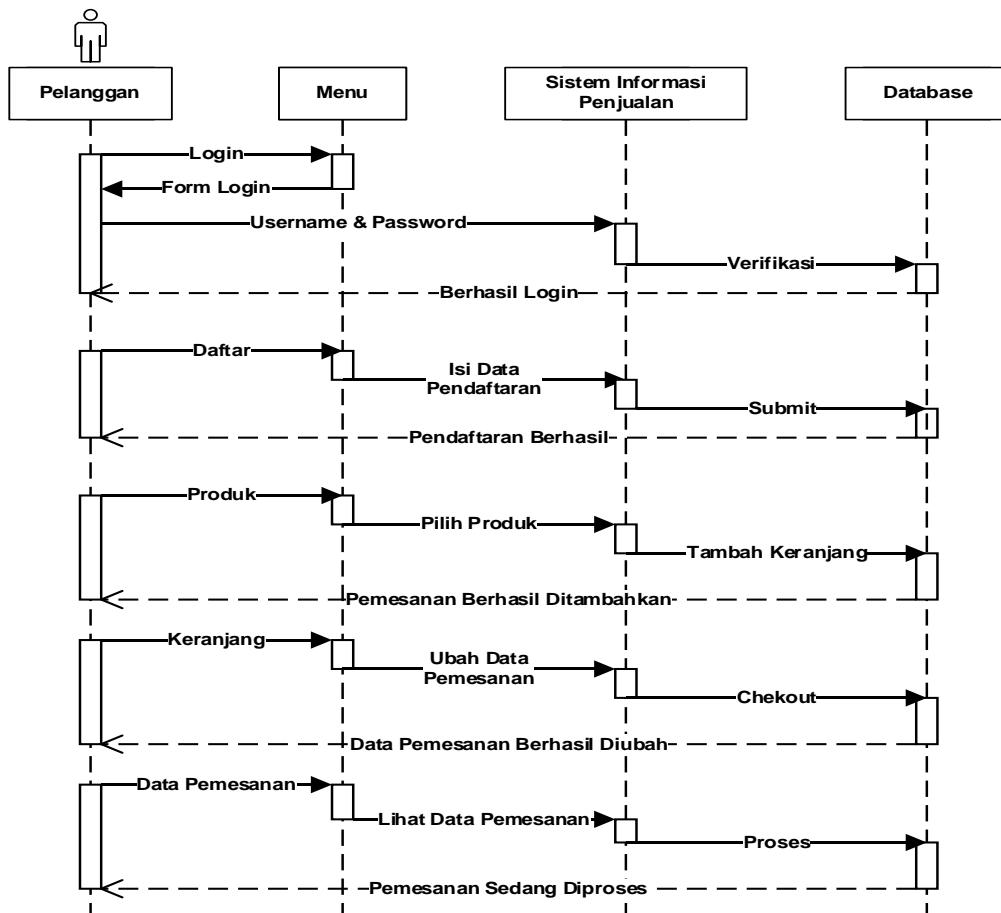 Pelanggan
Menu
Sistem Informasi
Penjualan
Database
Login
Form Login
Username & Password
Verifikasi
Berhasil Login
Daftar
Isi Data
Pendaftaran
Submit
Pendaftaran Berhasil
Produk
Pilih Produk
Tambah Keranjang
Pemesanan Berhasil Ditambahkan
Keranjang
Ubah Data
Pemesanan
Chekout
Data Pemesanan Berhasil Diubah
Data Pemesanan
Lihat Data Pemesanan
Proses
Pemesanan Sedang Diproses